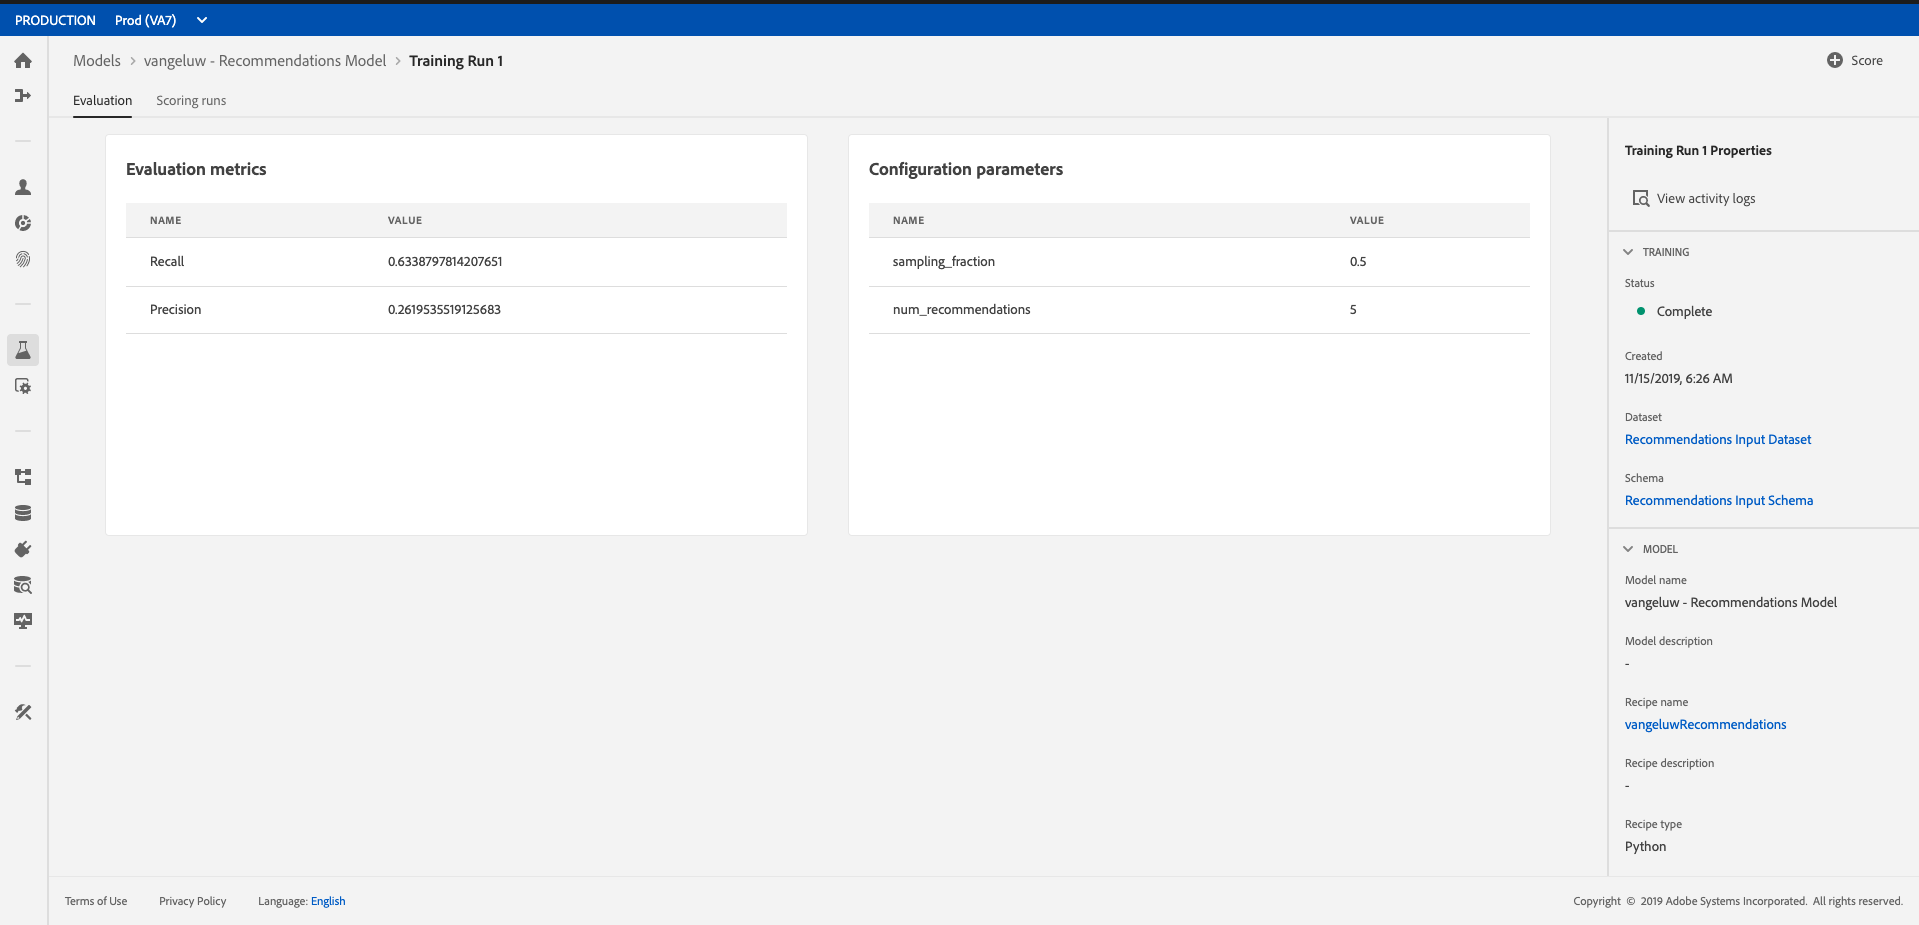 PRODUCTION Prod (VA7)
Models > vangeluw - Recommendations Model > Training Run 1
Score
Evaluation Scoring runs
Evaluation metrics
NAME VALUE
Recall 0.6338797814207651
Precision 0.2619535519125683
Configuration parameters
NAME VALUE
sampling_fraction 0.5
num_recommendations 5
Training Run 1 Properties
View activity logs
TRAINING
Status
Complete
Created
11/15/2019, 6:26 AM
Dataset
Recommendations Input Dataset
Schema
Recommendations Input Schema
MODEL
Model name
vangeluw - Recommendations Model
Model description
-
Recipe name
vangeluwRecommendations
Recipe description
-
Recipe type
Python
Terms of Use Privacy Policy Language: English
Copyright © 2019 Adobe Systems Incorporated. All rights reserved.